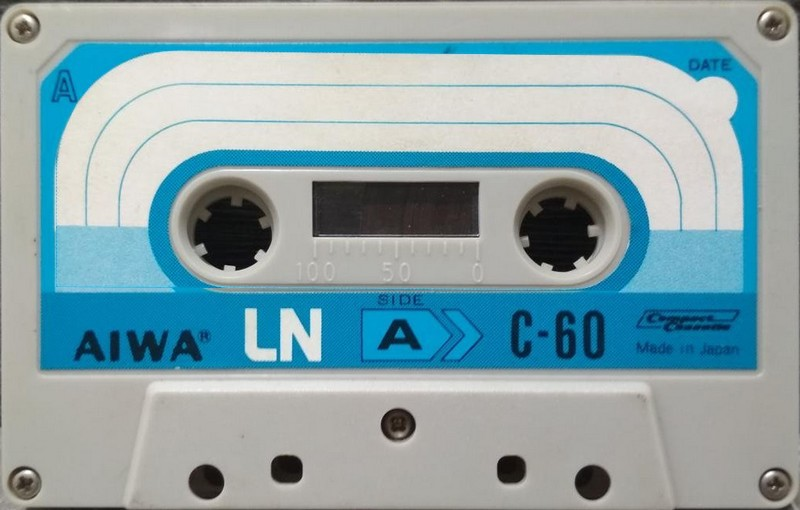 A
DATE
100 50 0
SIDE
AIWA® LN A C-60
Compact Cassette
Made in Japan